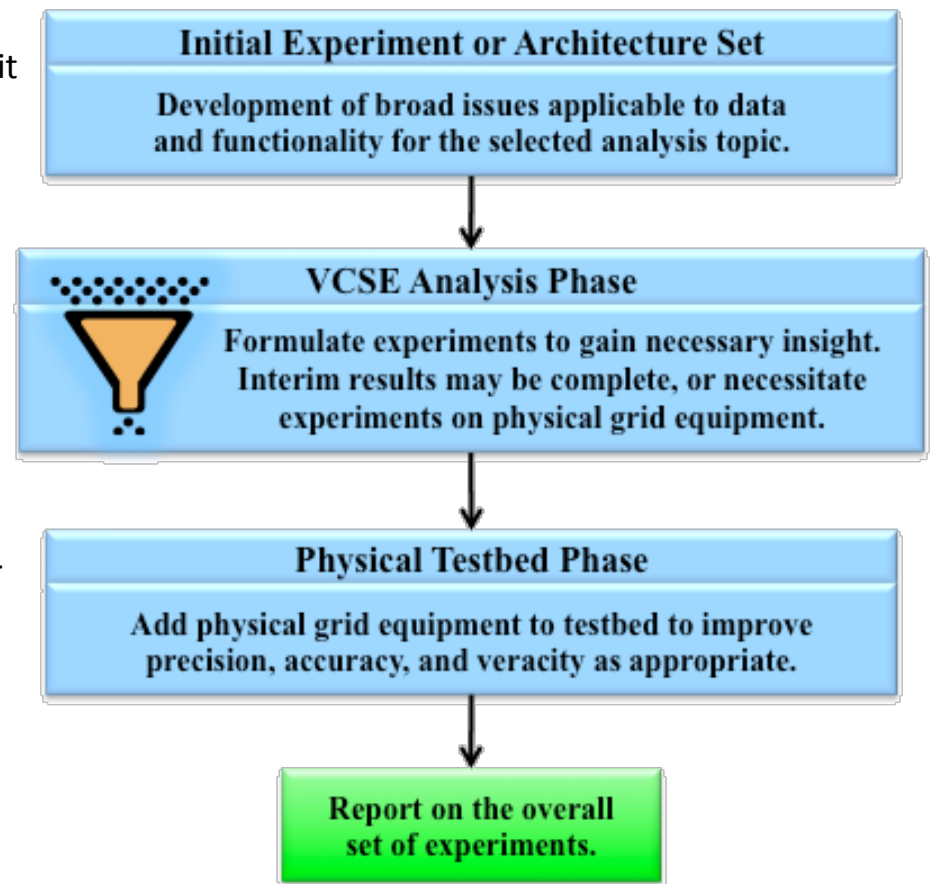 Initial Experiment or Architecture Set
it
Development of broad issues applicable to data
and functionality for the selected analysis topic.
VCSE Analysis Phase
Formulate experiments to gain necessary insight.
Interim results may be complete, or necessitate
experiments on physical grid equipment.
Physical Testbed Phase
Add physical grid equipment to testbed to improve
precision, accuracy, and veracity as appropriate.
Report on the overall
set of experiments.